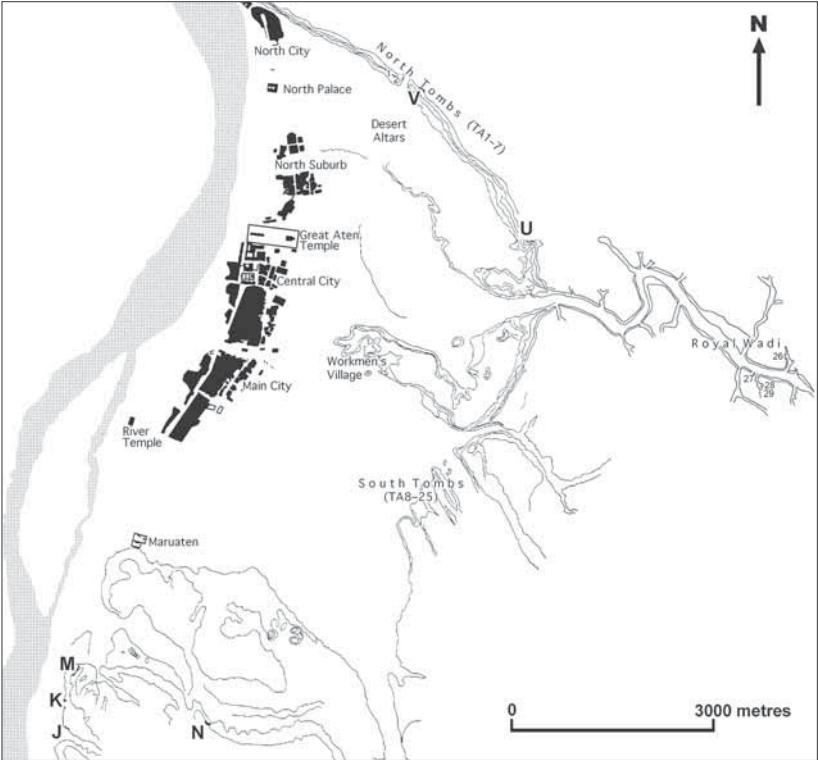 N
North City
North Tombs (TA1–7)
North Palace
V
Desert
Altars
North Suburb
U
Great Aten
Temple
Central City
Royal Wadi
26
27
28
29
Workmen's
Village
Main City
River
Temple
South Tombs
(TA8–25)
Maruaten
M
K
J
N
0
3000 metres